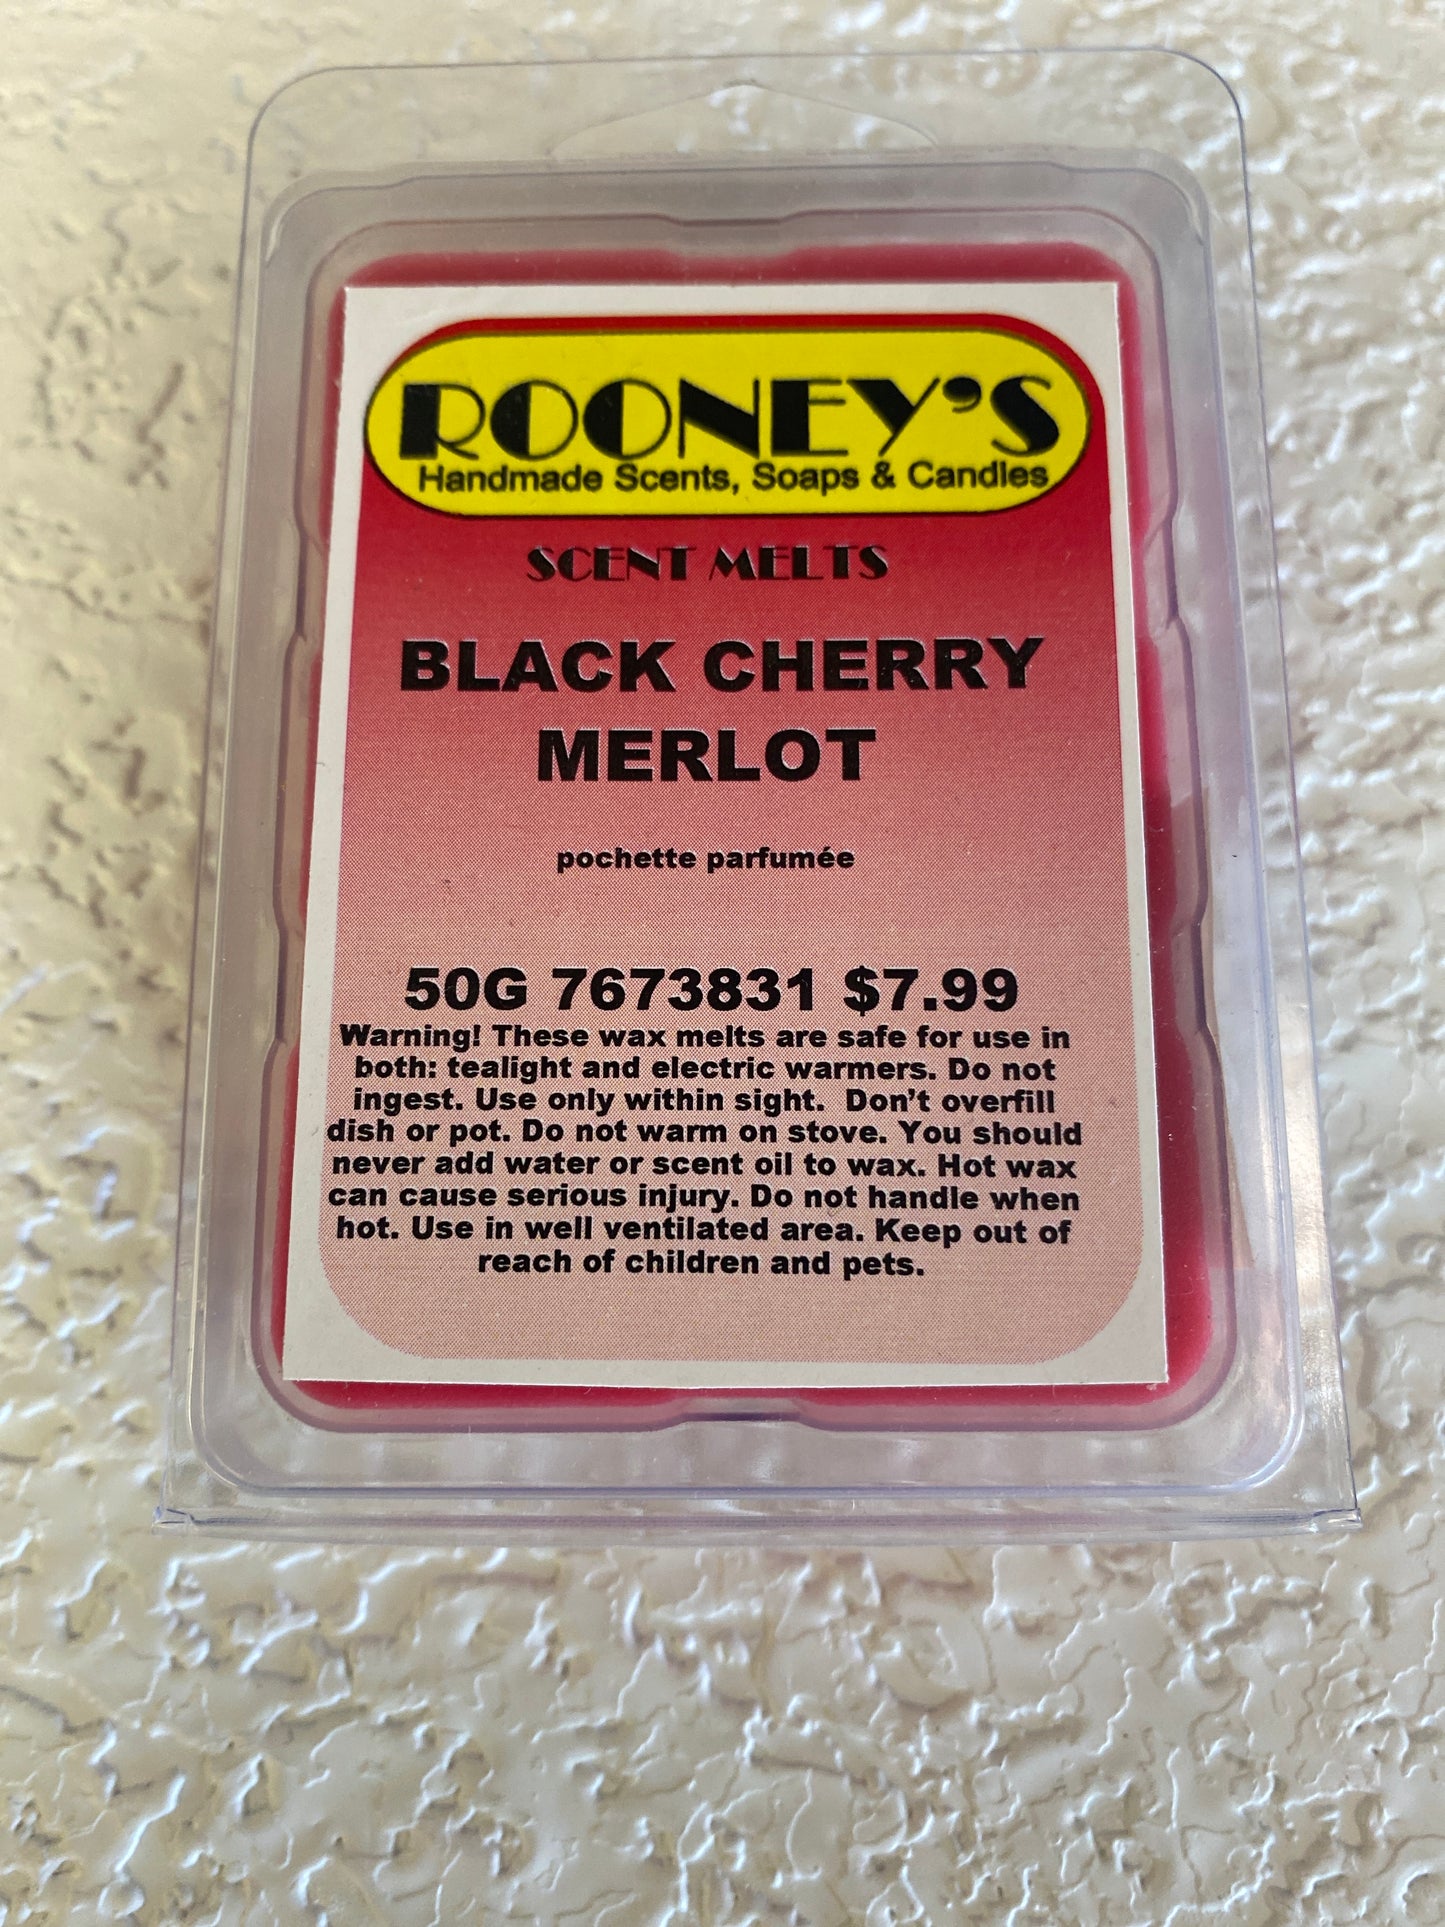 ROONEY'S
Handmade Scents, Soaps & Candles
SCENT MELTS
BLACK CHERRY
MERLOT
pochette parfumée
50G 7673831 $7.99
Warning! These wax melts are safe for use in
both: tealight and electric warmers. Do not
ingest. Use only within sight.  Don't overfill
dish or pot. Do not warm on stove. You should
never add water or scent oil to wax. Hot wax
can cause serious injury. Do not handle when
hot. Use in well ventilated area. Keep out of
reach of children and pets.